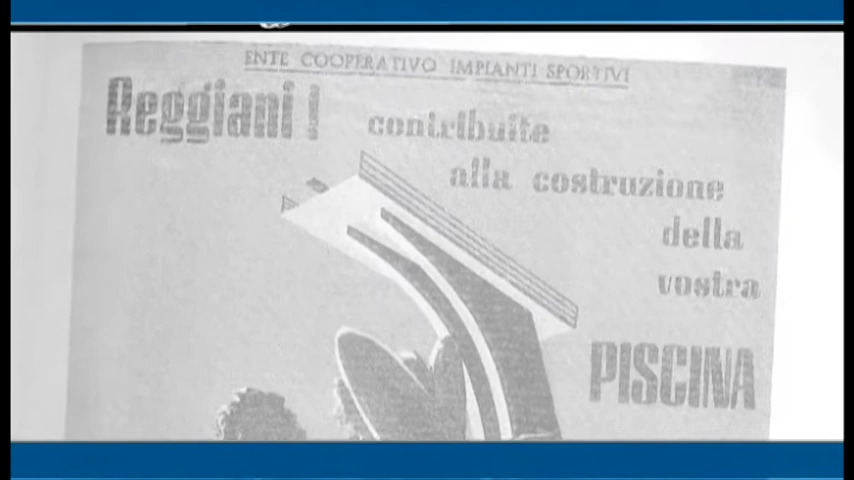 ENTE COOPERATIVO IMPIANTI SPORTIVI
Reggiani!
contribuite
alla costruzione
della
vostra
PISCINA